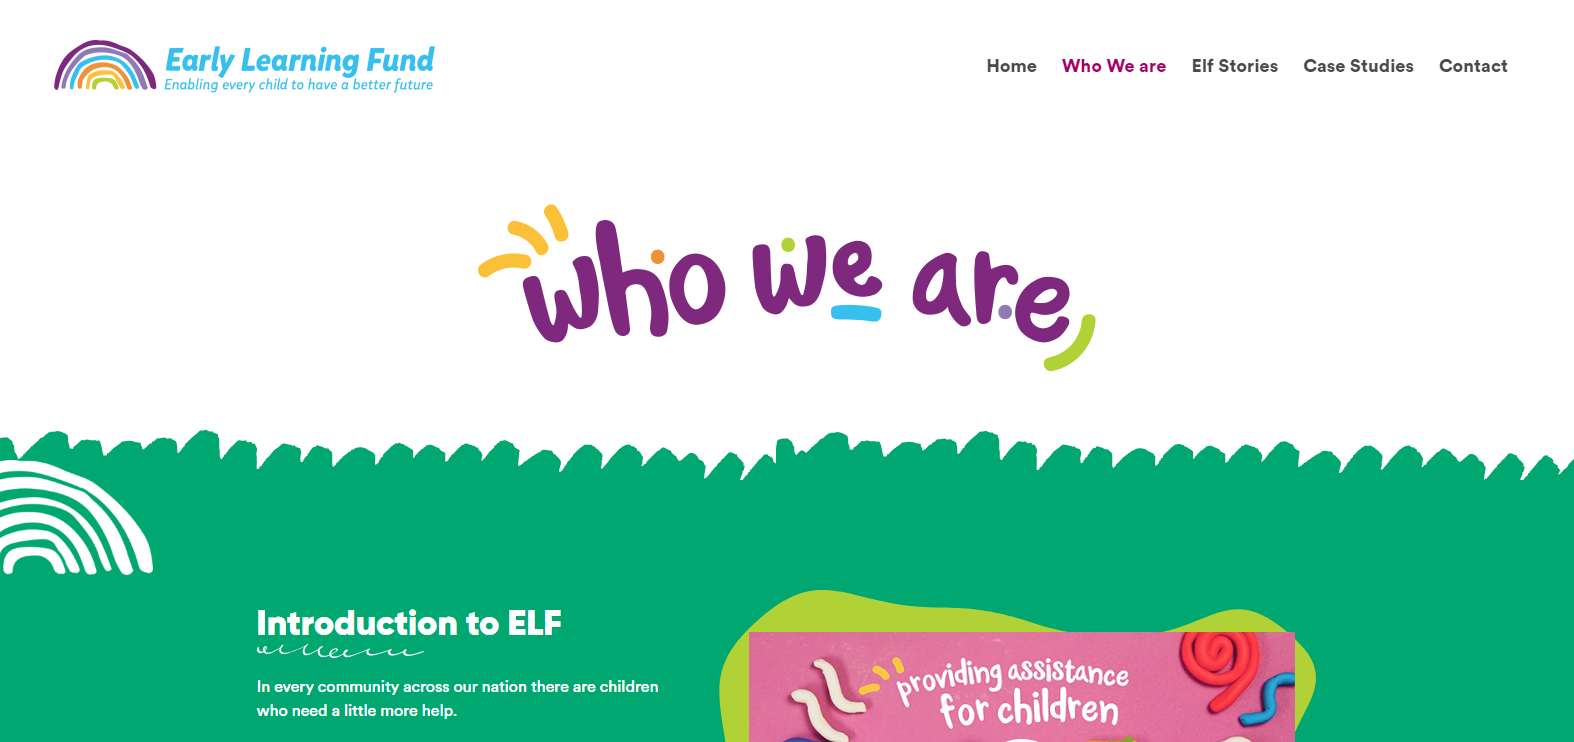 Early Learning Fund
Enabling every child to have a better future
Home Who We are Elf Stories Case Studies Contact
who we are
Introduction to ELF
In every community across our nation there are children
who need a little more help.
providing assistance
for children